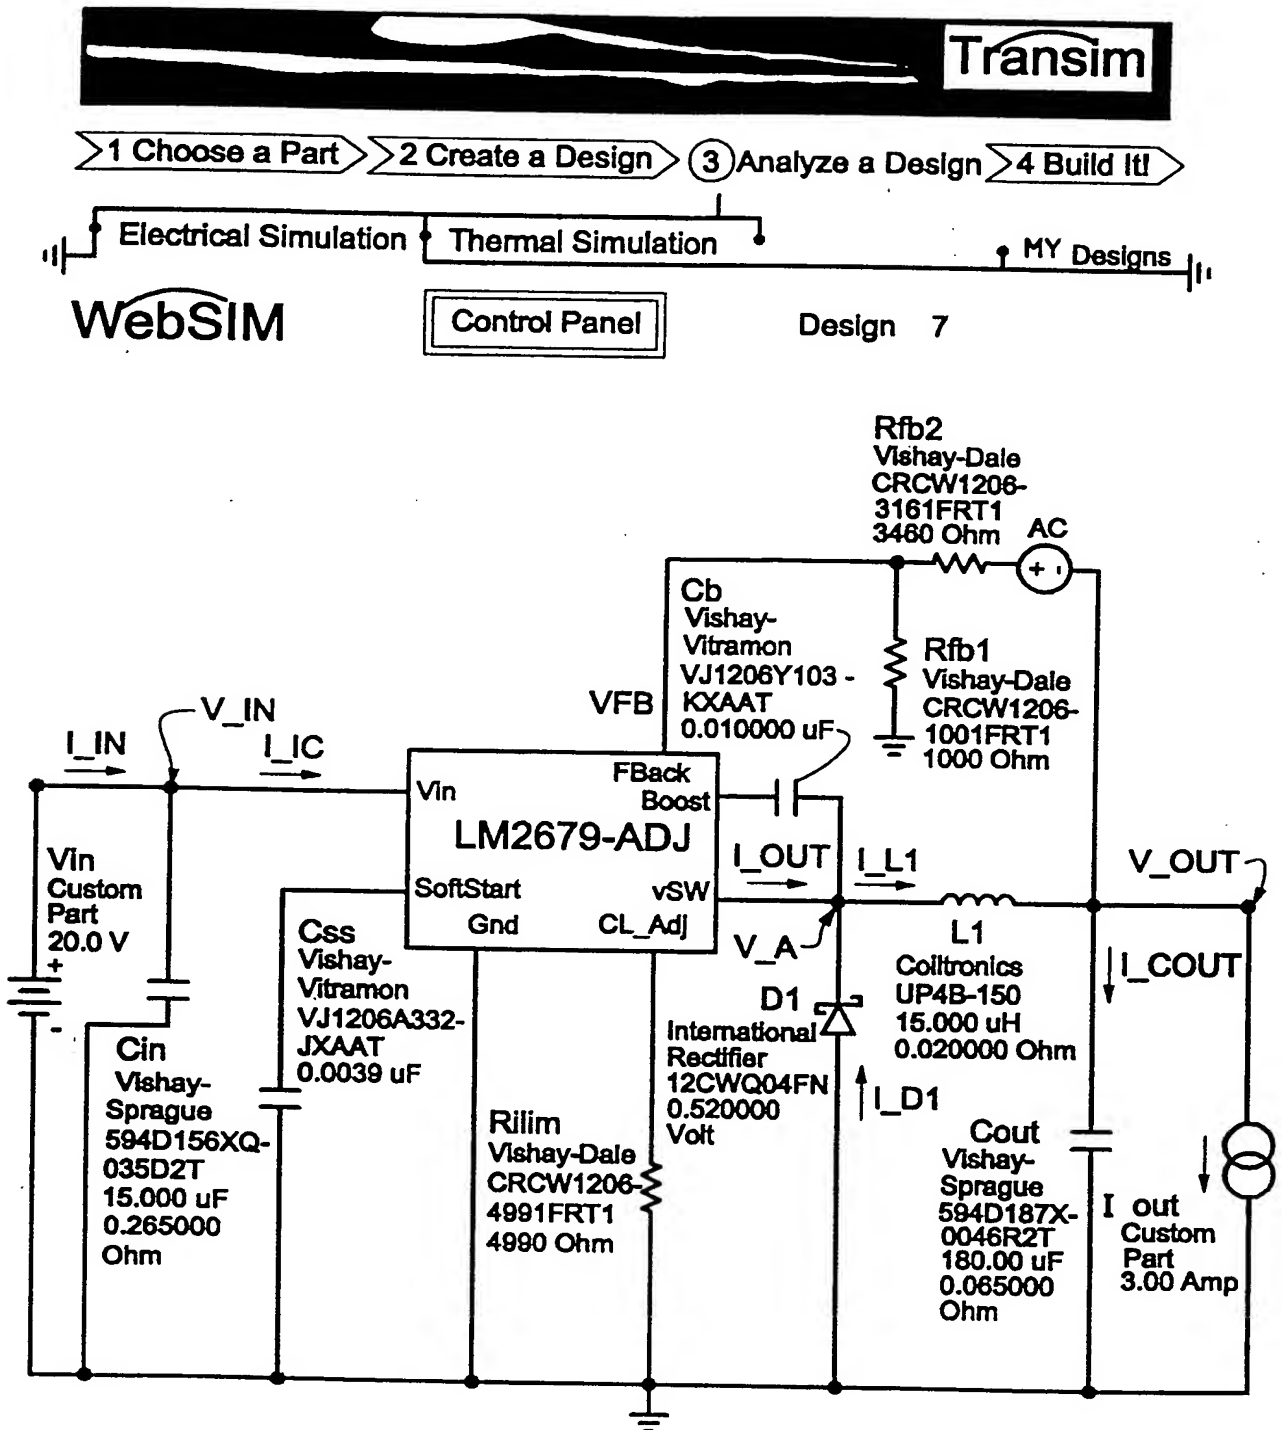 Transim
1 Choose a Part
2 Create a Design
3 Analyze a Design
4 Build It!
Electrical Simulation
Thermal Simulation
MY Designs
WebSIM
Control Panel
Design 7
Rfb2
Vishay-Dale
CRCW1206-
3161FRT1
3460 Ohm
AC
+ -
Cb
Vishay-
Vitramon
VJ1206Y103 -
KXAAT
0.010000 uF
VFB
Rfb1
Vishay-Dale
CRCW1206-
1001FRT1
1000 Ohm
V_IN
I_IN
I_IC
Vin
FBack
Boost
LM2679-ADJ
SoftStart
vSW
Gnd
CL_Adj
I_OUT
I_L1
V_OUT
V_A
Vin
Custom
Part
20.0 V
+
-
Css
Vishay-
Vitramon
VJ1206A332-
JXAAT
0.0039 uF
L1
Coiltronics
UP4B-150
15.000 uH
0.020000 Ohm
I_COUT
D1
International
Rectifier
12CWQ04FN
0.520000
Volt
I_D1
Cin
Vishay-
Sprague
594D156XQ-
035D2T
15.000 uF
0.265000
Ohm
Rilim
Vishay-Dale
CRCW1206-
4991FRT1
4990 Ohm
Cout
Vishay-
Sprague
594D187X-
0046R2T
180.00 uF
0.065000
Ohm
I out
Custom
Part
3.00 Amp